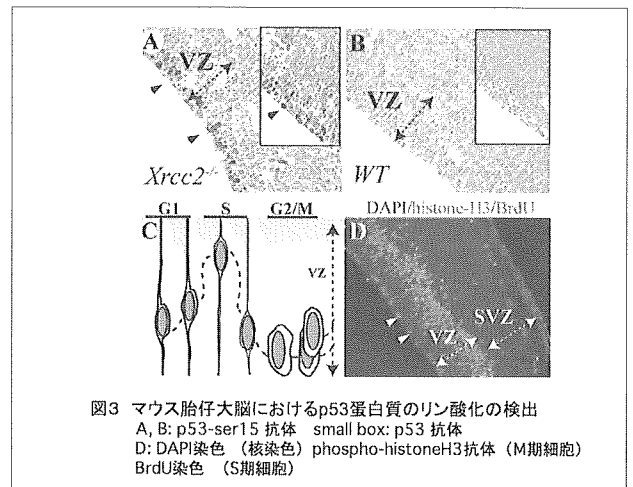 A
VZ
Xrcc2-/-
B
VZ
WT
G1 S G2/M
C
VZ
DAPI/histone-H3/BrdU
D
VZ
SVZ
図3 マウス胎仔大脳におけるp53蛋白質のリン酸化の検出
A, B: p53-ser15 抗体 small box: p53 抗体
D: DAPI染色 (核染色) phospho-histoneH3抗体 (M期細胞)
BrdU染色 (S期細胞)